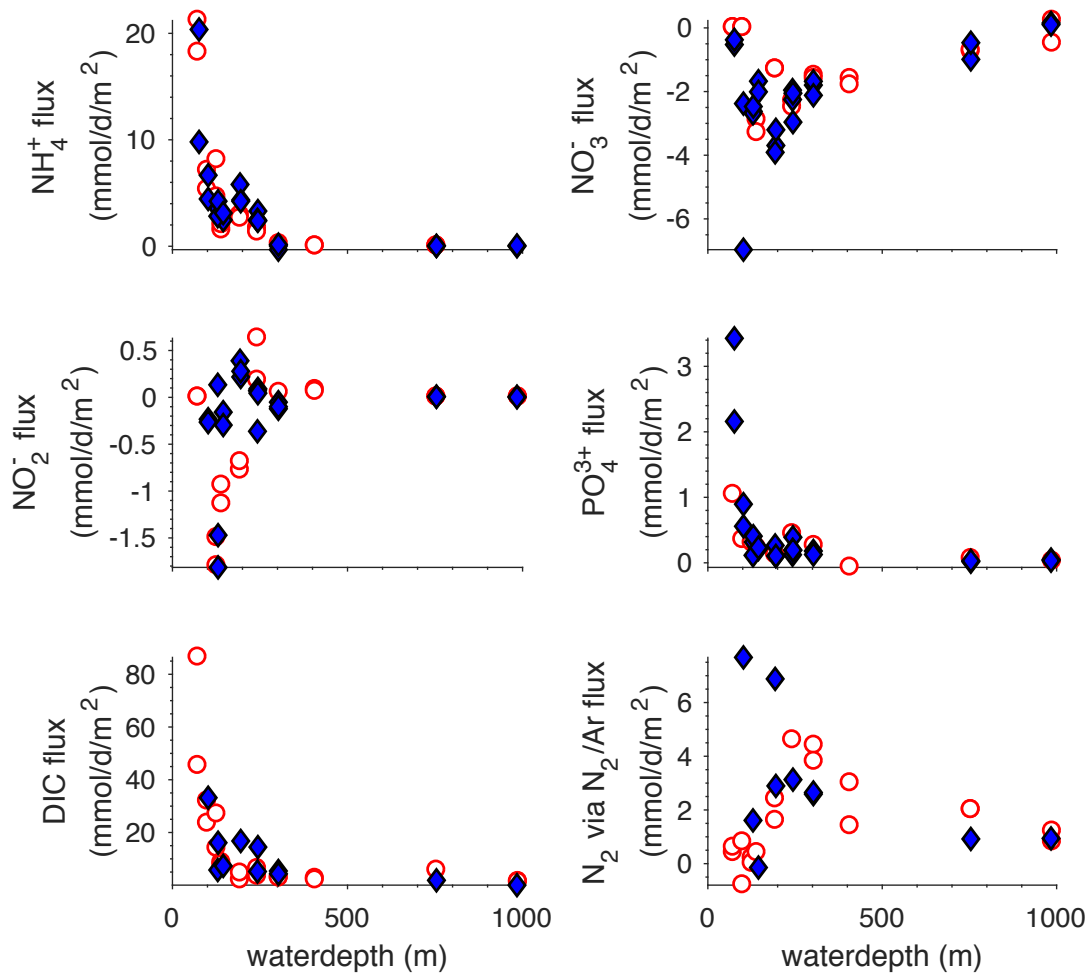 NH₄⁺ flux
(mmol/d/m²)
20
10
0
NO₃⁻ flux
(mmol/d/m²)
0
-2
-4
-6
NO₂⁻ flux
(mmol/d/m²)
0.5
0
-0.5
-1
-1.5
PO₄³⁺ flux
(mmol/d/m²)
3
2
1
0
DIC flux
(mmol/d/m²)
80
60
40
20
0
500
1000
waterdepth (m)
N₂ via N₂/Ar flux
(mmol/d/m²)
6
4
2
0
0
500
1000
waterdepth (m)